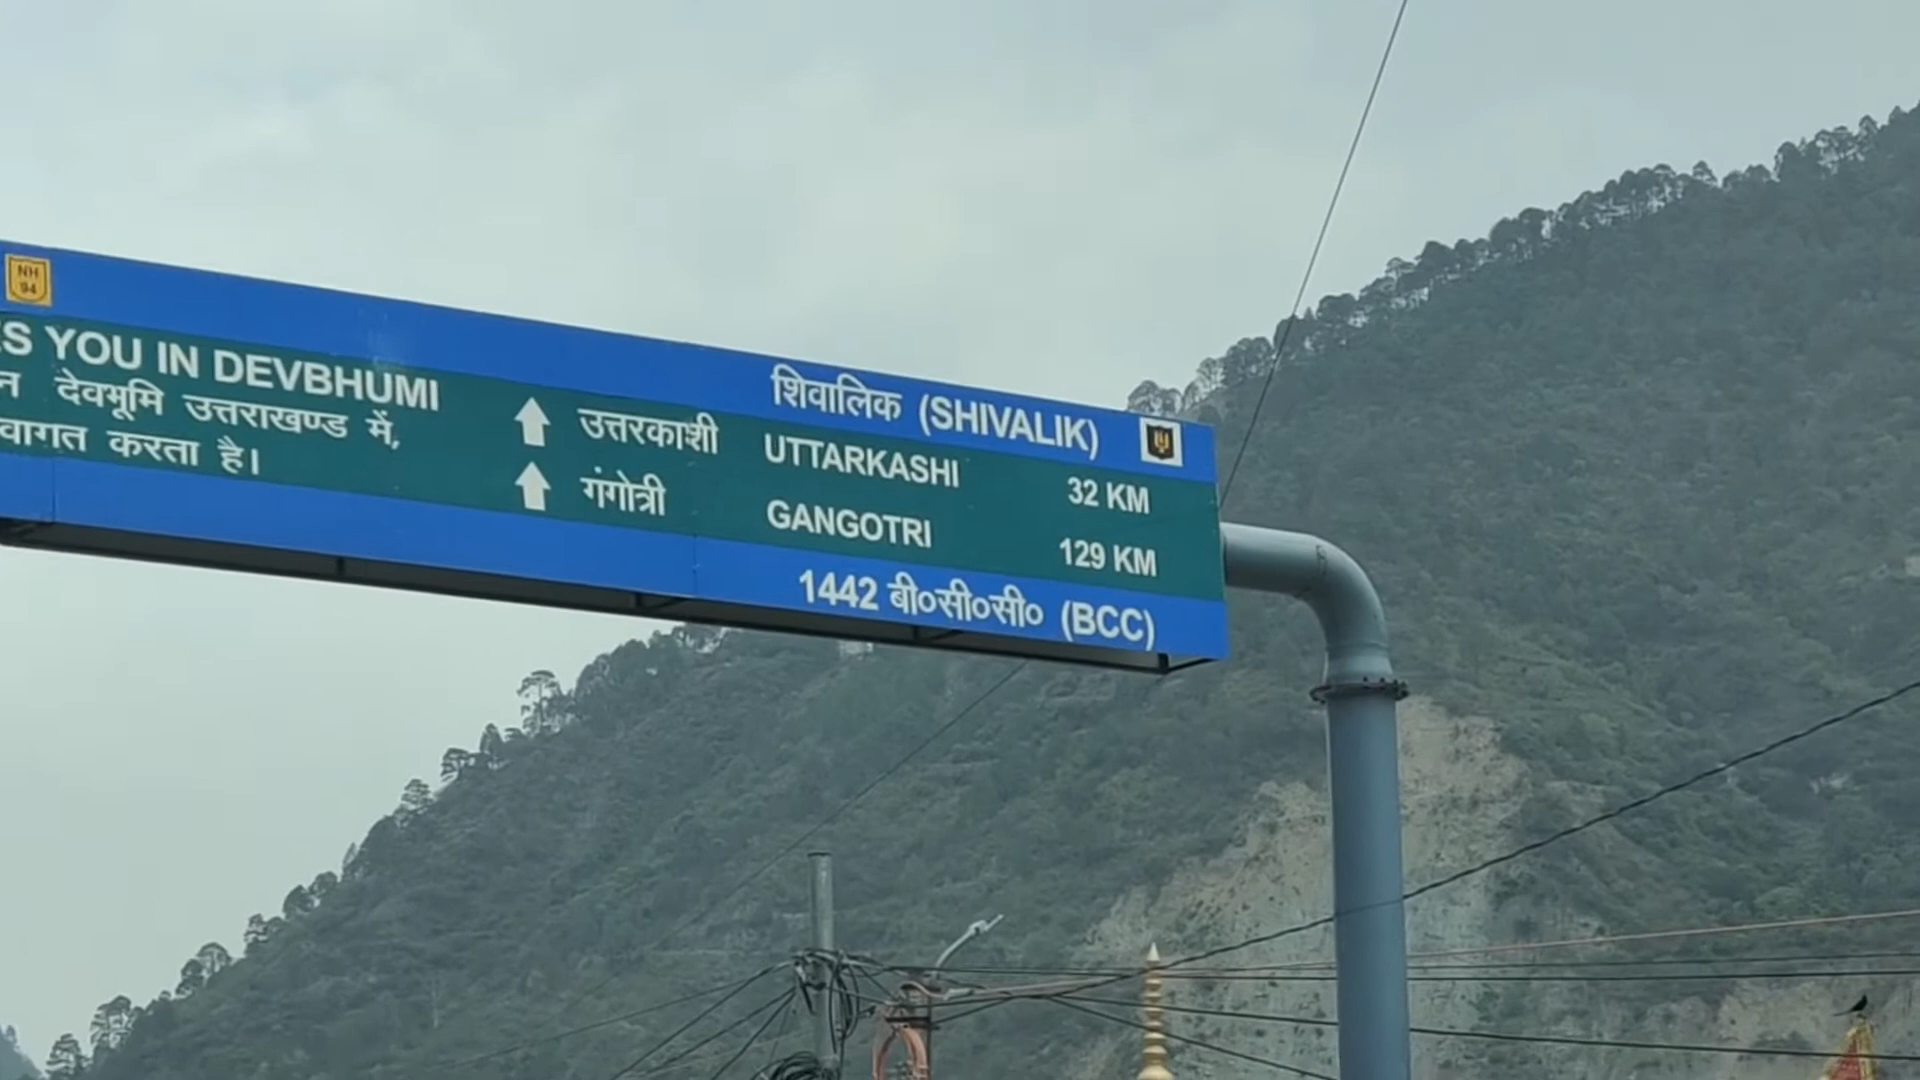 NH
94
ES YOU IN DEVBHUMI
न देवभूमि उत्तराखण्ड में,
वागत करता है।
शिवालिक (SHIVALIK)
उत्तरकाशी UTTARKASHI 32 KM
गंगोत्री GANGOTRI 129 KM
1442 बी०सी०सी० (BCC)